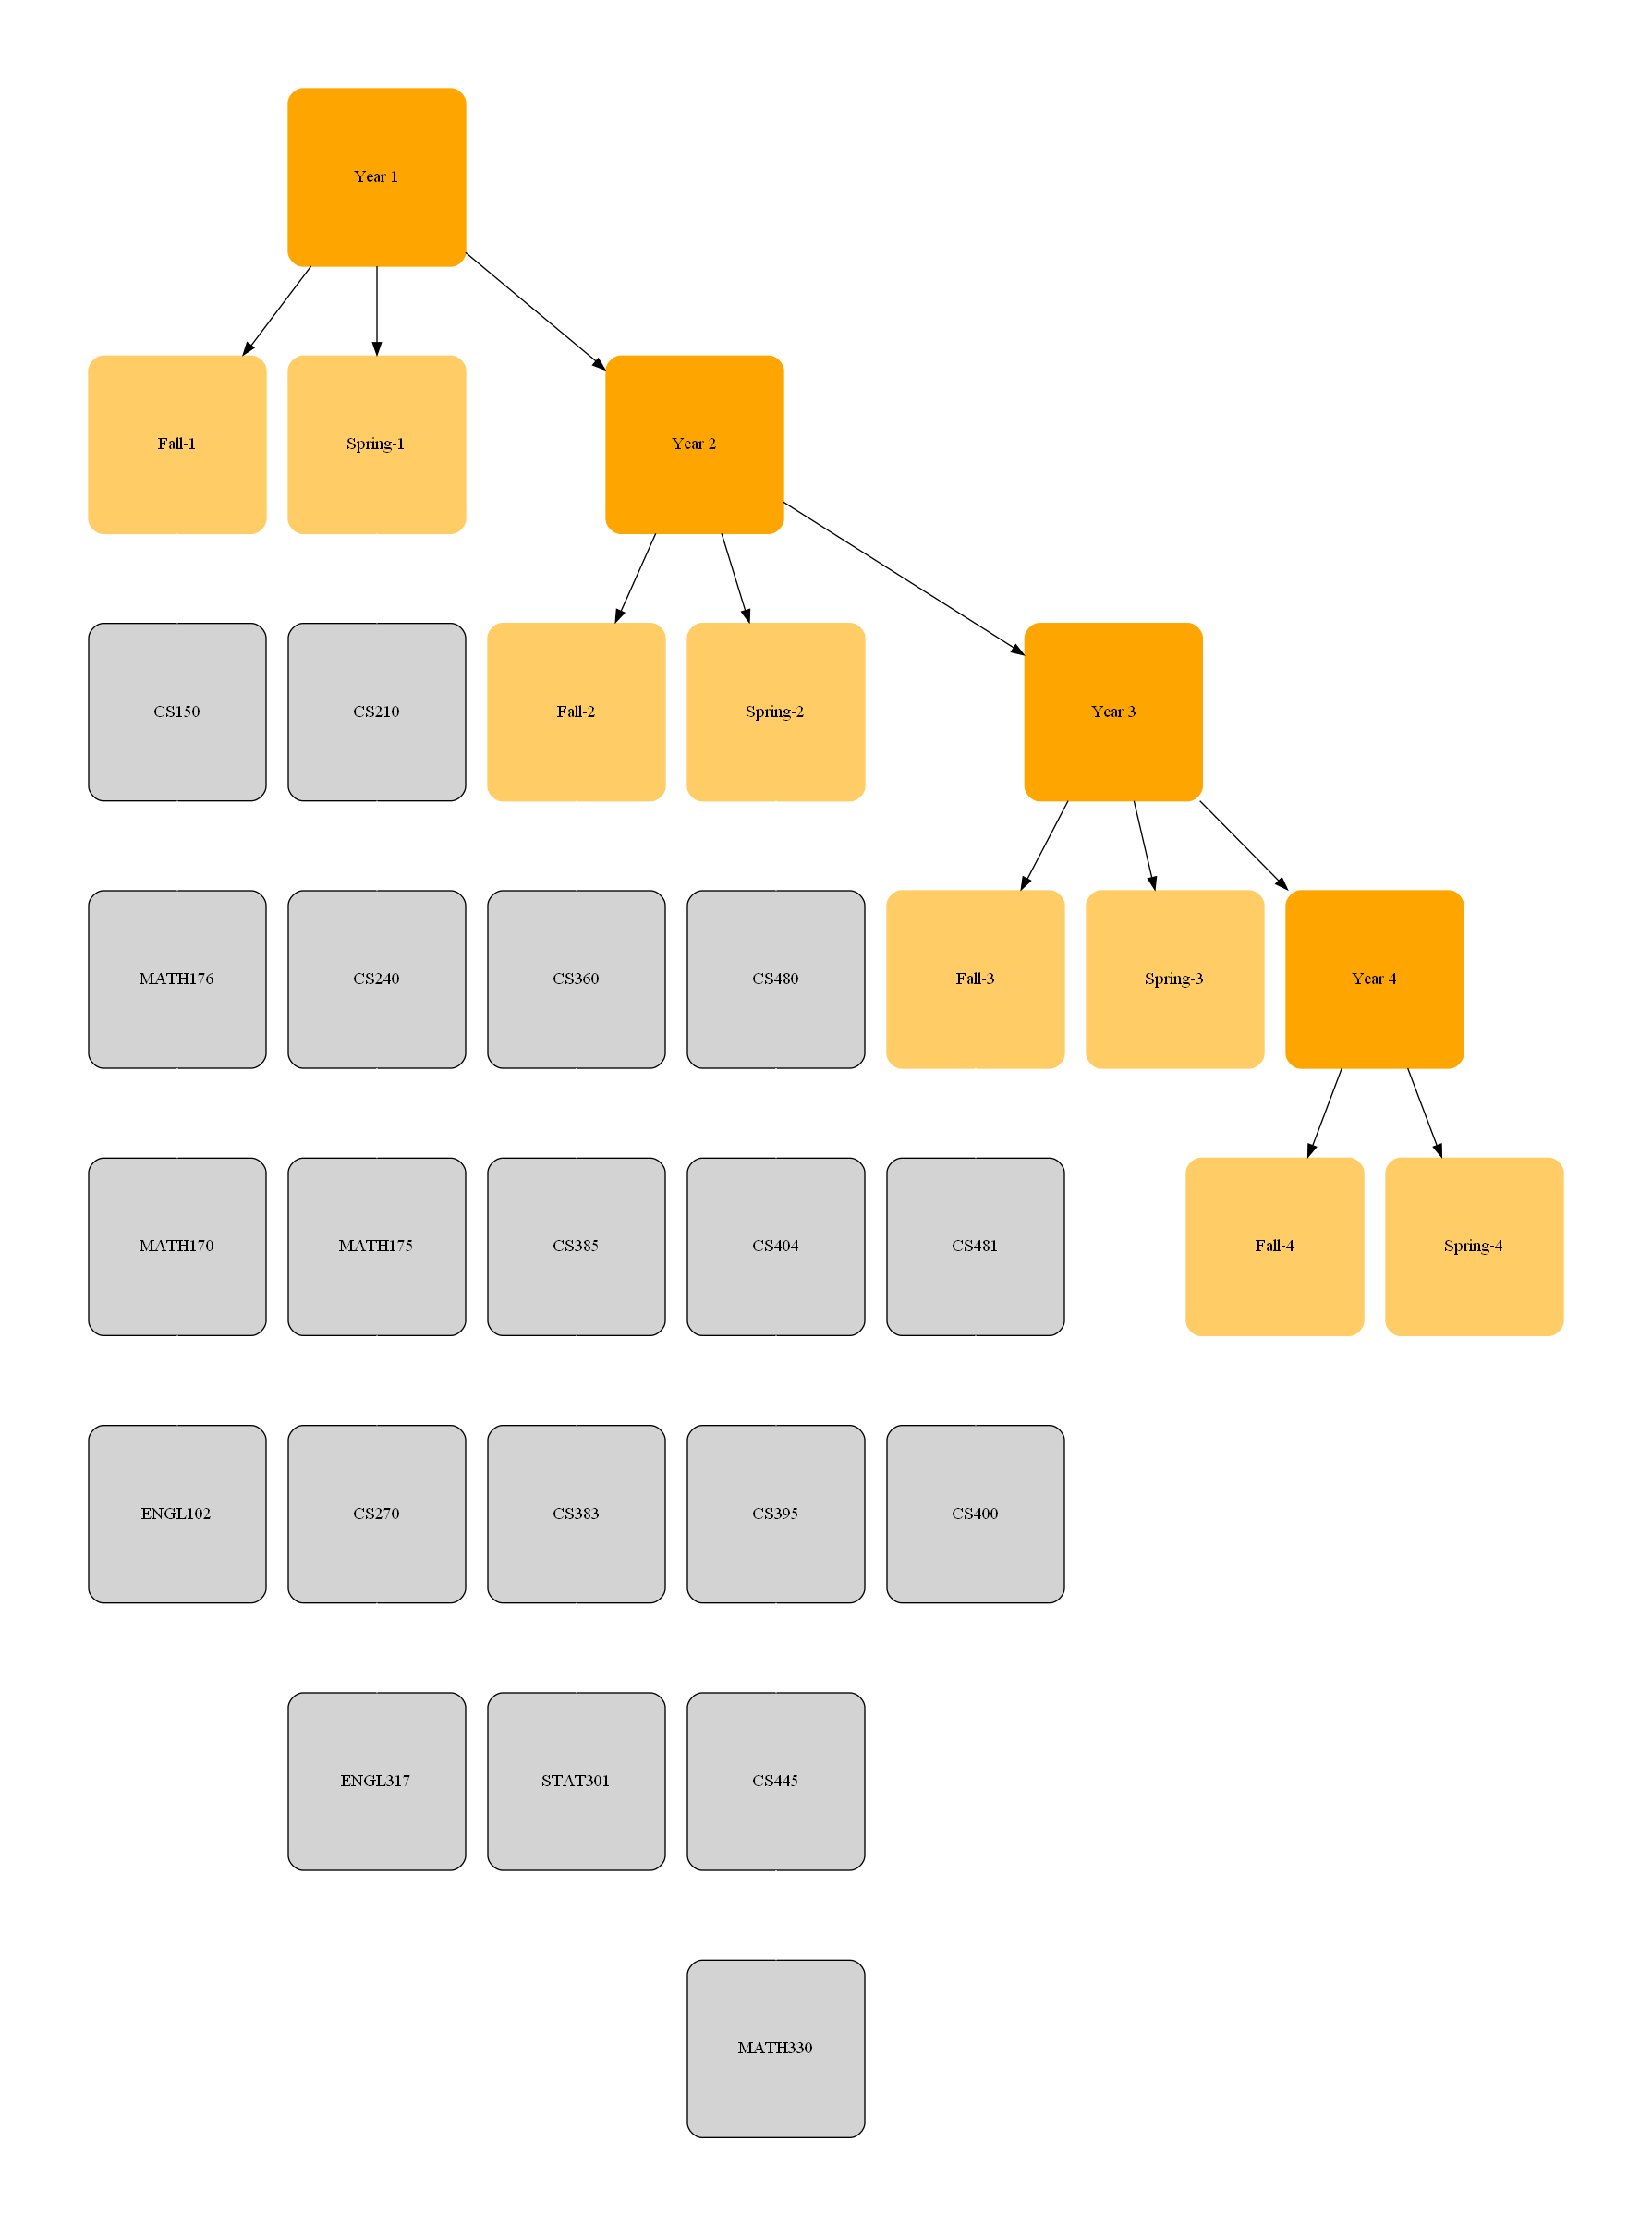 Year 1
Fall-1
Spring-1
Year 2
CS150
CS210
Fall-2
Spring-2
Year 3
MATH176
CS240
CS360
CS480
Fall-3
Spring-3
Year 4
MATH170
MATH175
CS385
CS404
CS481
Fall-4
Spring-4
ENGL102
CS270
CS383
CS395
CS400
ENGL317
STAT301
CS445
MATH330